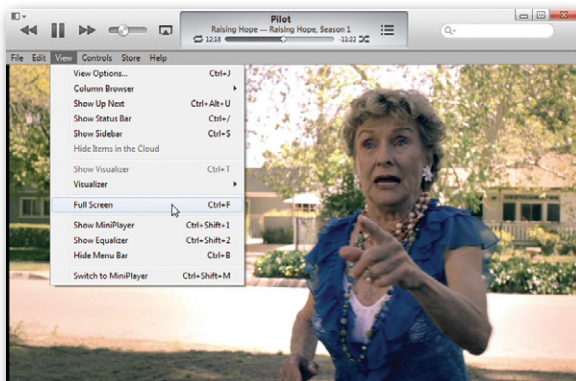 Pilot
Raising Hope — Raising Hope, Season 1
12:18 -11:22
File Edit View Controls Store Help
View Options... Ctrl+J
Column Browser
Show Up Next Ctrl+Alt+U
Show Status Bar Ctrl+/
Show Sidebar Ctrl+S
Hide Items in the Cloud
Show Visualizer Ctrl+T
Visualizer
Full Screen Ctrl+F
Show MiniPlayer Ctrl+Shift+1
Show Equalizer Ctrl+Shift+2
Hide Menu Bar Ctrl+B
Switch to MiniPlayer Ctrl+Shift+M